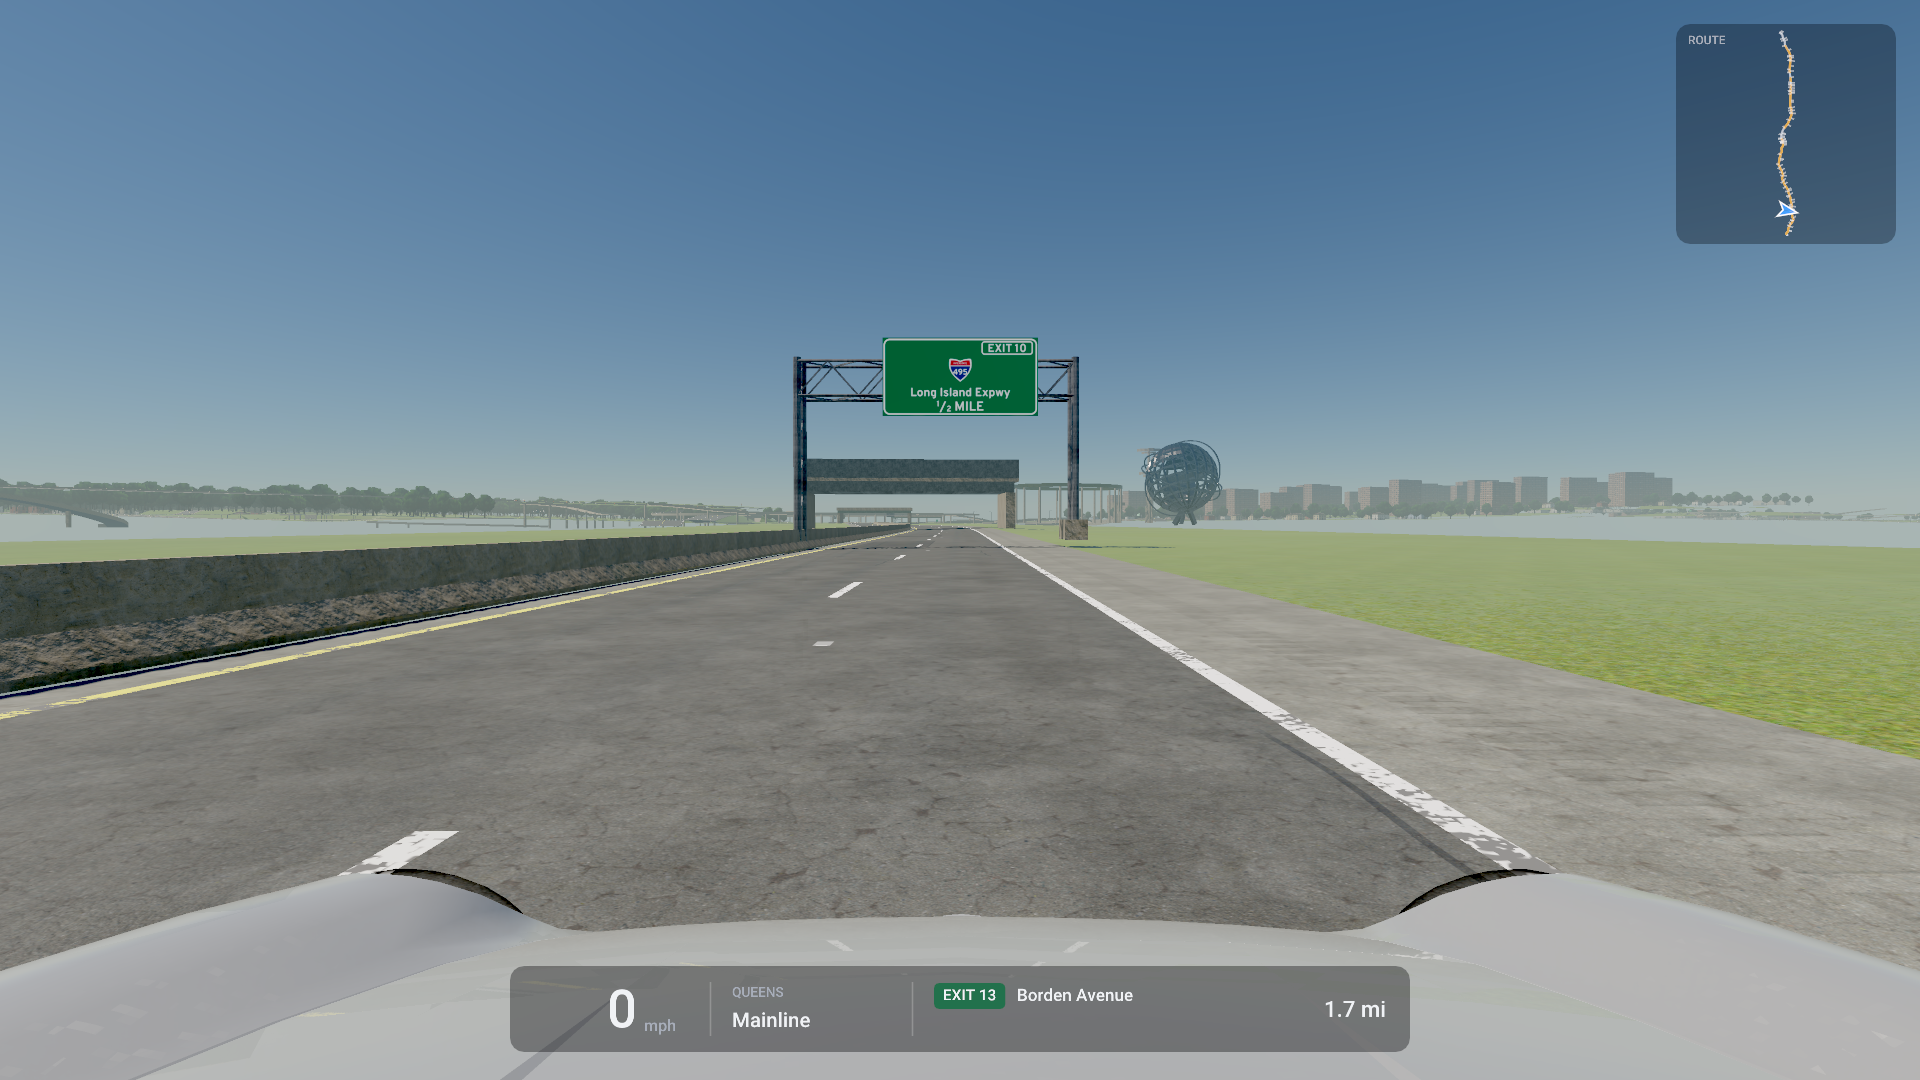 ROUTE
EXIT 10
495
Long Island Expwy
1/2 MILE
0 mph
QUEENS
Mainline
EXIT 13 Borden Avenue
1.7 mi